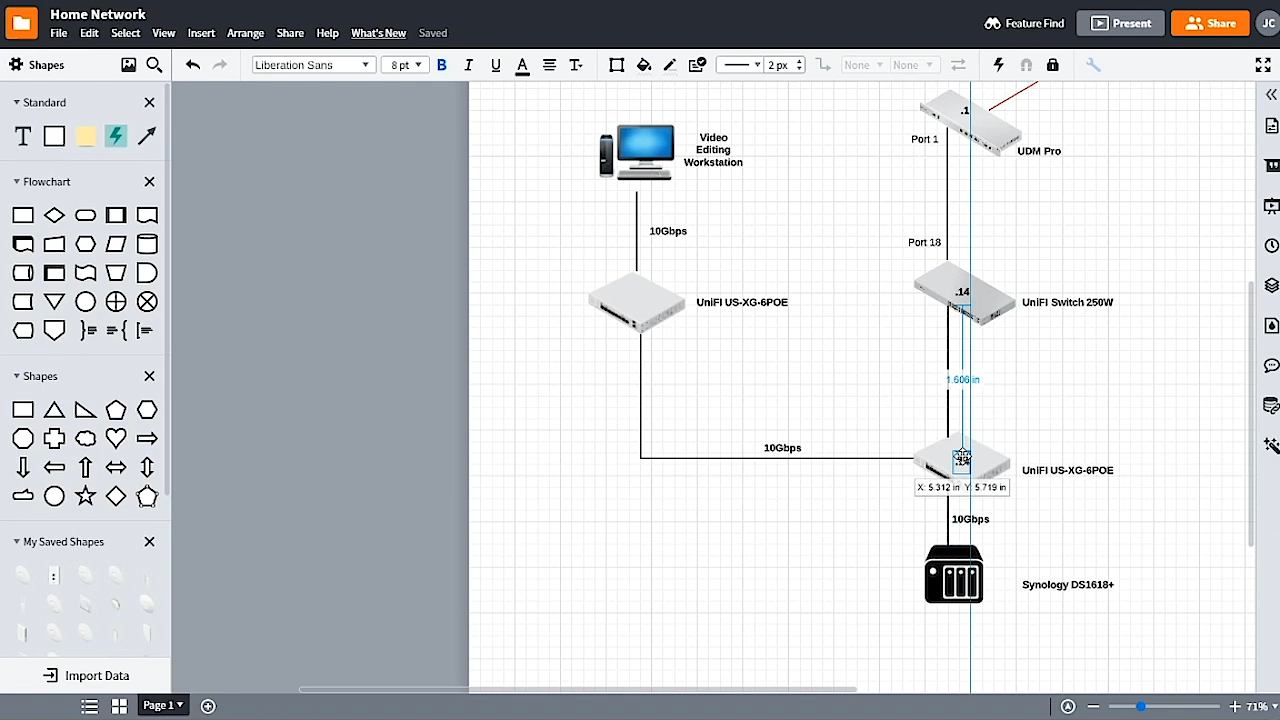 Home Network
File Edit Select View Insert Arrange Share Help What's New Saved
Feature Find
Present
Share
JC
Shapes
Liberation Sans
8 pt
B I U A T
2 px
None
None
Standard
T
Flowchart
Shapes
My Saved Shapes
Import Data
Page 1
71%
Video
Editing
Workstation
10Gbps
UniFI US-XG-6POE
10Gbps
.1
Port 1
UDM Pro
Port 18
.14
UniFI Switch 250W
1.606 in
UniFI US-XG-6POE
X: 5.312 in Y: 5.719 in
10Gbps
Synology DS1618+